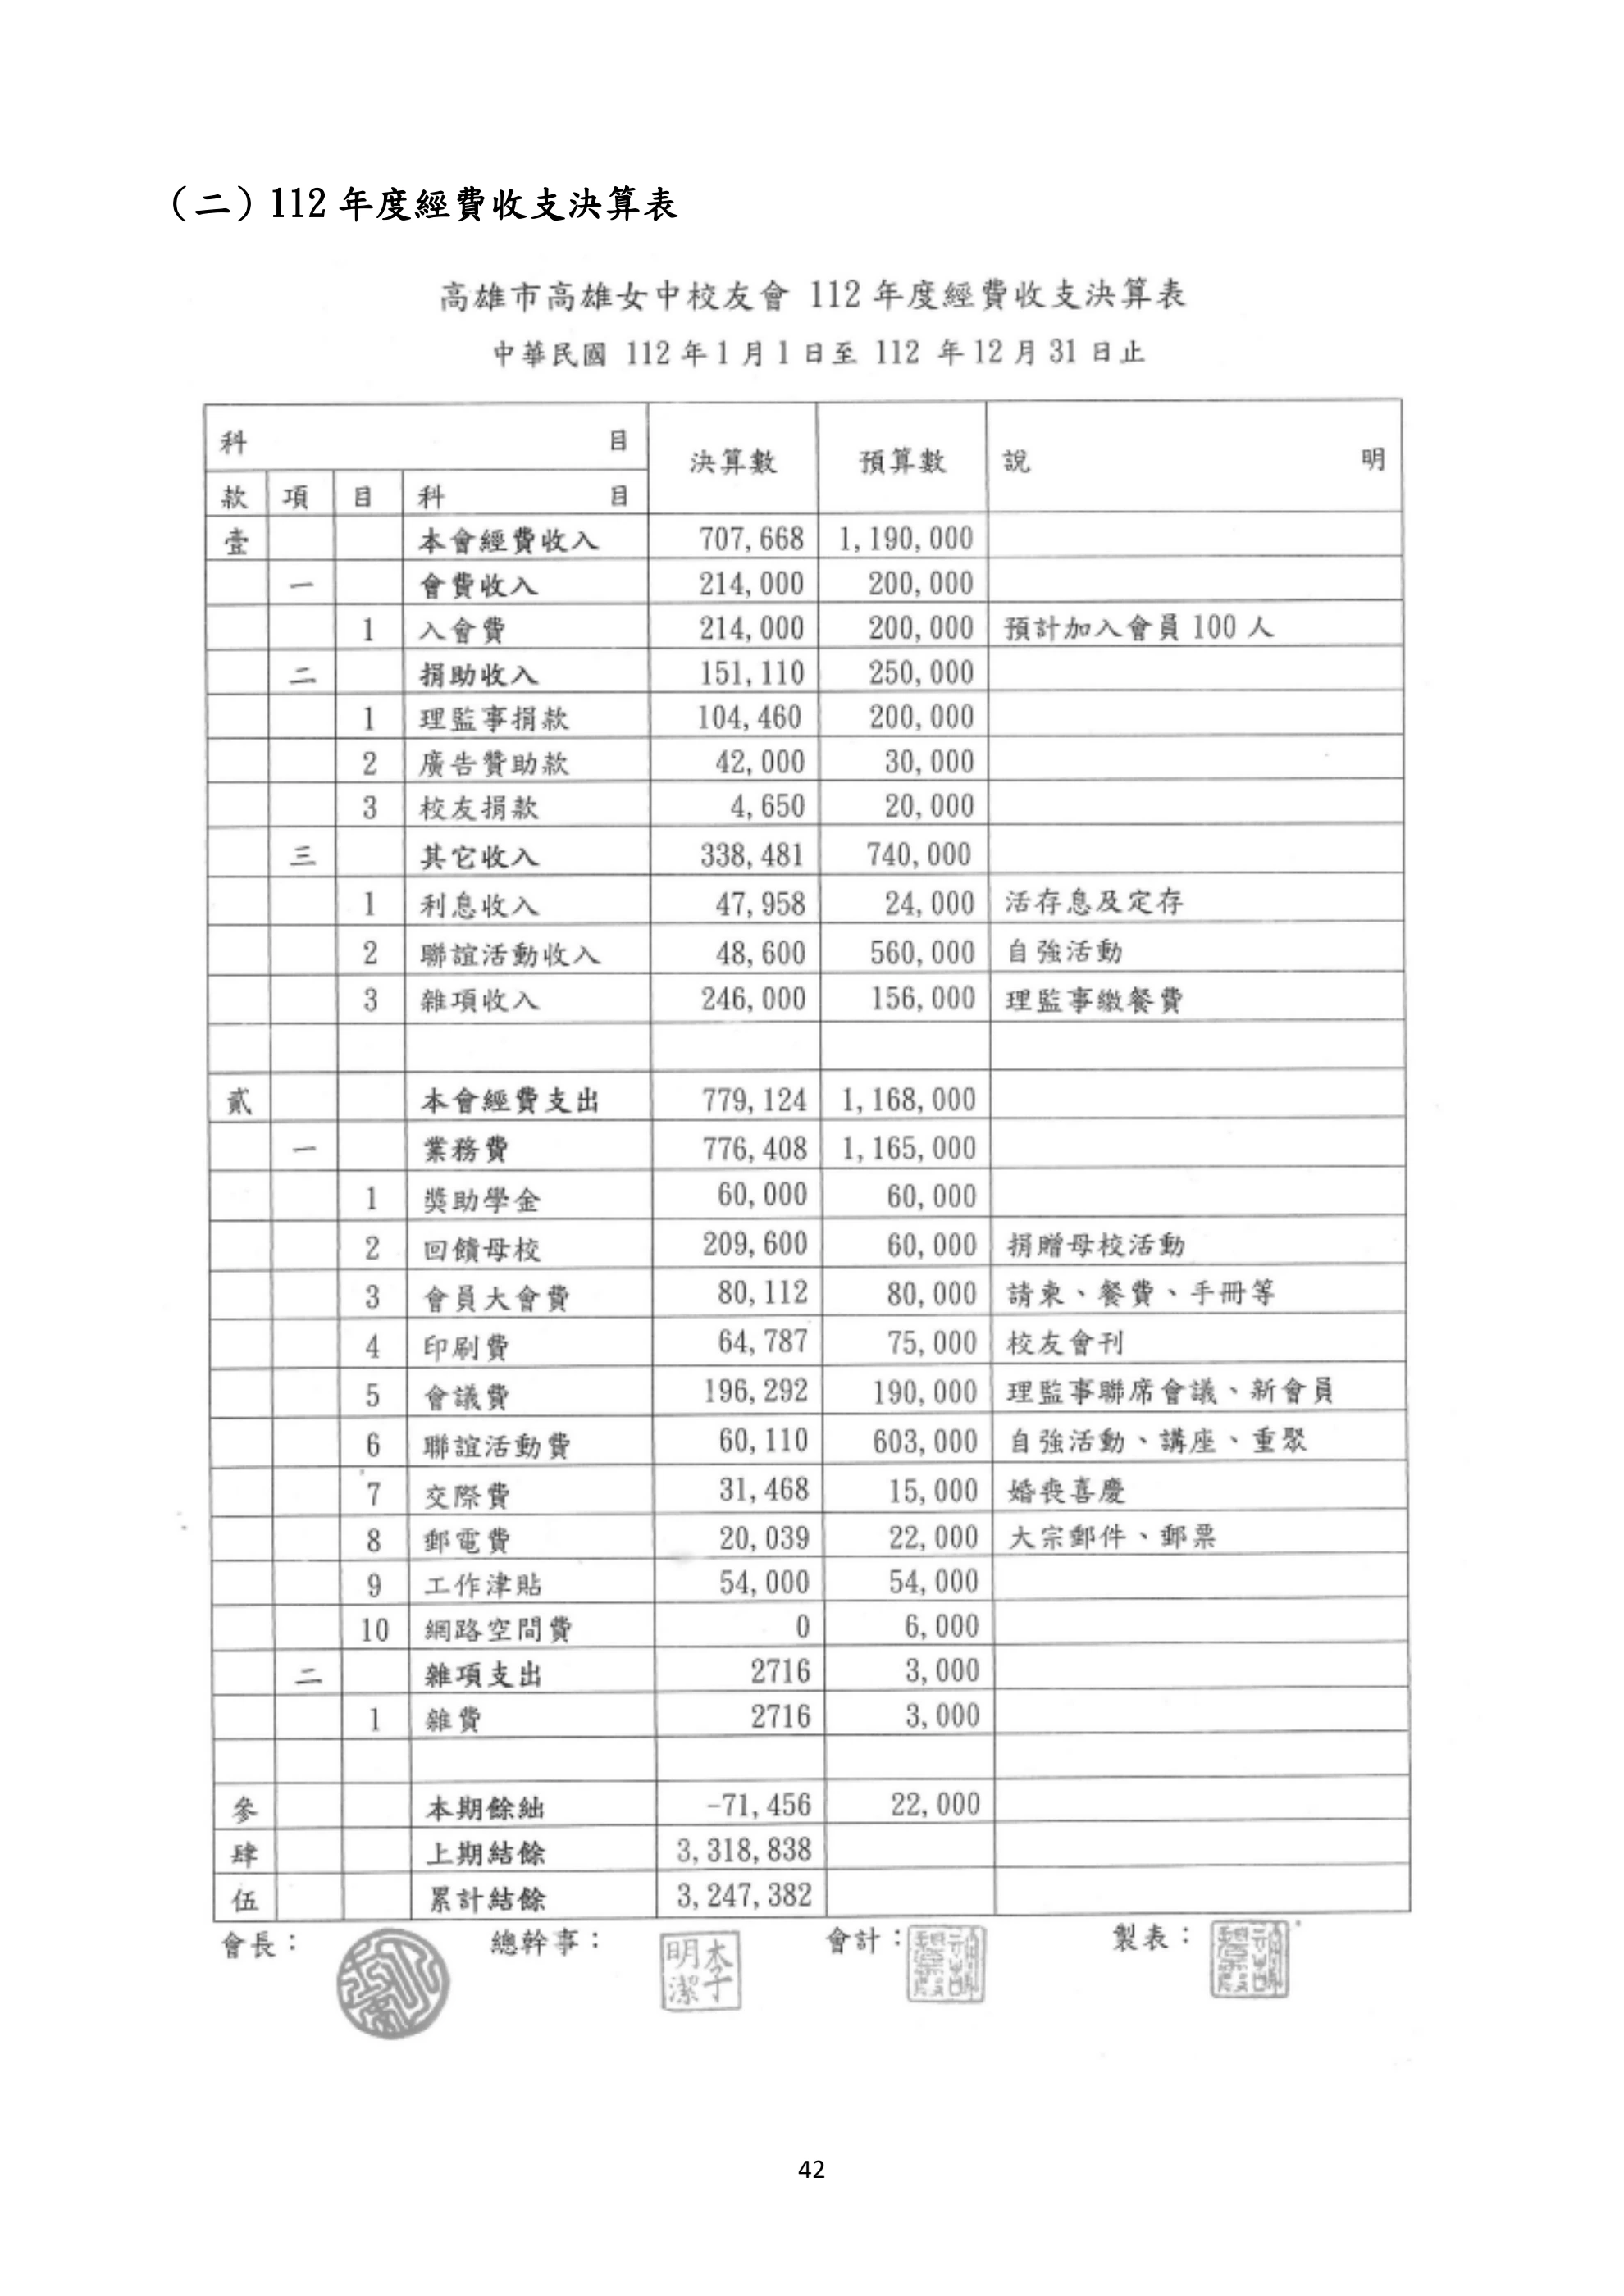 （二）112 年度經費收支決算表
高雄市高雄女中校友會 112 年度經費收支決算表
中華民國 112 年 1 月 1 日至 112 年 12 月 31 日止
科 目 決算數 預算數 說 明
款 項 目 科 目
壹 本會經費收入 707,668 1,190,000
一 會費收入 214,000 200,000
1 入會費 214,000 200,000 預計加入會員 100 人
二 捐助收入 151,110 250,000
1 理監事捐款 104,460 200,000
2 廣告贊助款 42,000 30,000
3 校友捐款 4,650 20,000
三 其它收入 338,481 740,000
1 利息收入 47,958 24,000 活存息及定存
2 聯誼活動收入 48,600 560,000 自強活動
3 雜項收入 246,000 156,000 理監事繳餐費
貳 本會經費支出 779,124 1,168,000
一 業務費 776,408 1,165,000
1 獎助學金 60,000 60,000
2 回饋母校 209,600 60,000 捐贈母校活動
3 會員大會費 80,112 80,000 請柬、餐費、手冊等
4 印刷費 64,787 75,000 校友會刊
5 會議費 196,292 190,000 理監事聯席會議、新會員
6 聯誼活動費 60,110 603,000 自強活動、講座、重聚
7 交際費 31,468 15,000 婚喪喜慶
8 郵電費 20,039 22,000 大宗郵件、郵票
9 工作津貼 54,000 54,000
10 網路空間費 0 6,000
二 雜項支出 2716 3,000
1 雜費 2716 3,000
參 本期餘絀 -71,456 22,000
肆 上期結餘 3,318,838
伍 累計結餘 3,247,382
會長： 總幹事： 會計： 製表：
42